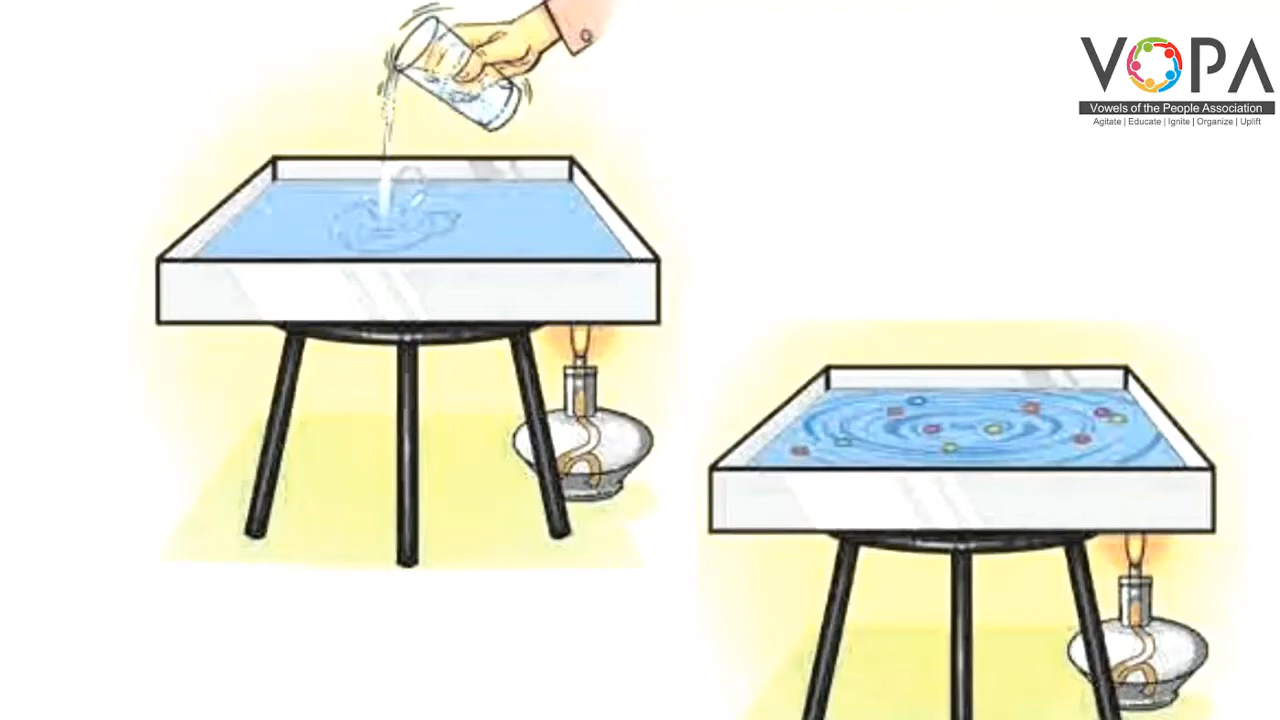 VOPA
Vowels of the People Association
Agitate | Educate | Ignite | Organize | Uplift